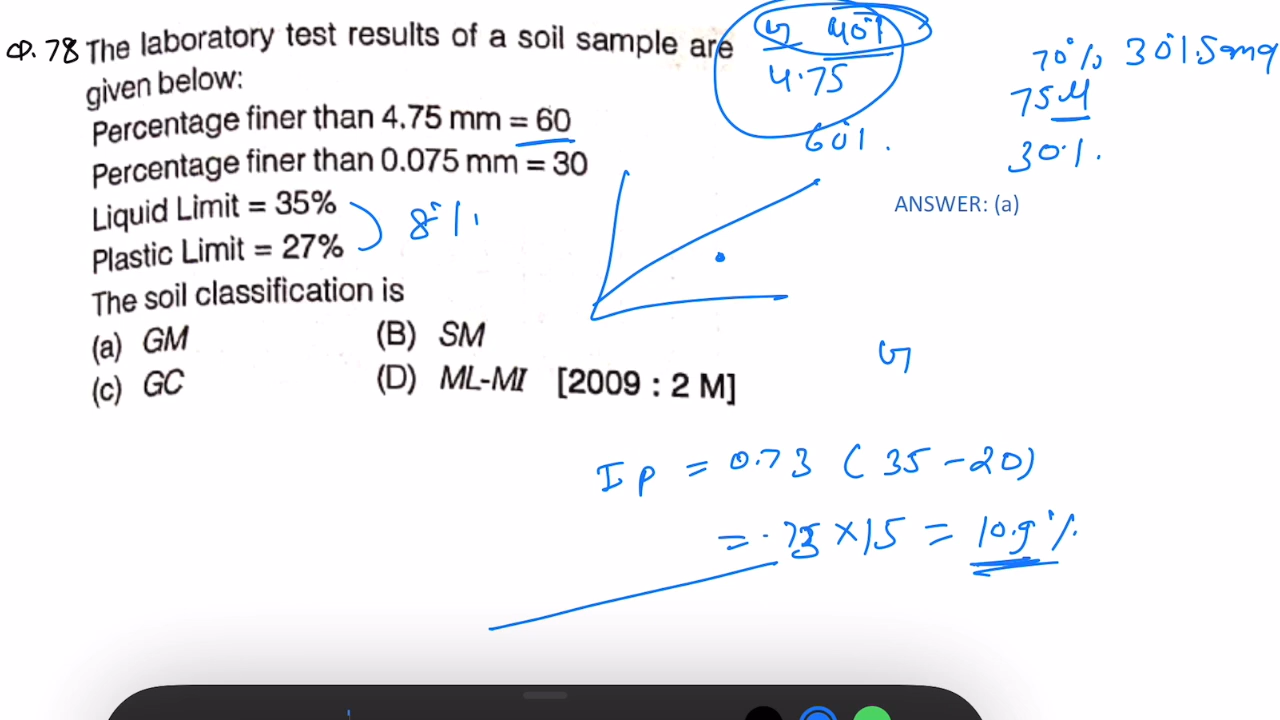 Q. 78 The laboratory test results of a soil sample are
given below:
Percentage finer than 4.75 mm = 60
Percentage finer than 0.075 mm = 30
Liquid Limit = 35%
Plastic Limit = 27%
The soil classification is
(a) GM (B) SM
(c) GC (D) ML-MI [2009 : 2 M]
8%
G 40%
4.75
60%.
70% 30%
75 μ
30%.
ANSWER: (a)
G
Ip = 0.73 (35-20)
= .73 × 15 = 10.9%